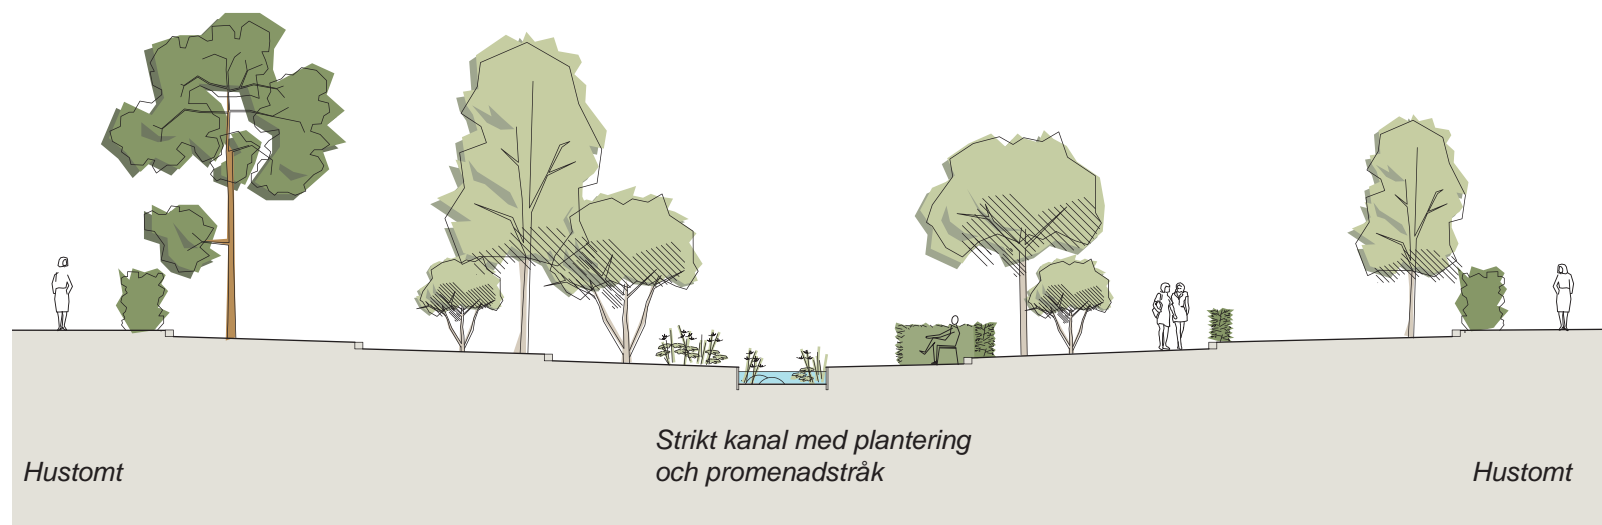 Strikt kanal med plantering
och promenadstråk
Hustomt
Hustomt